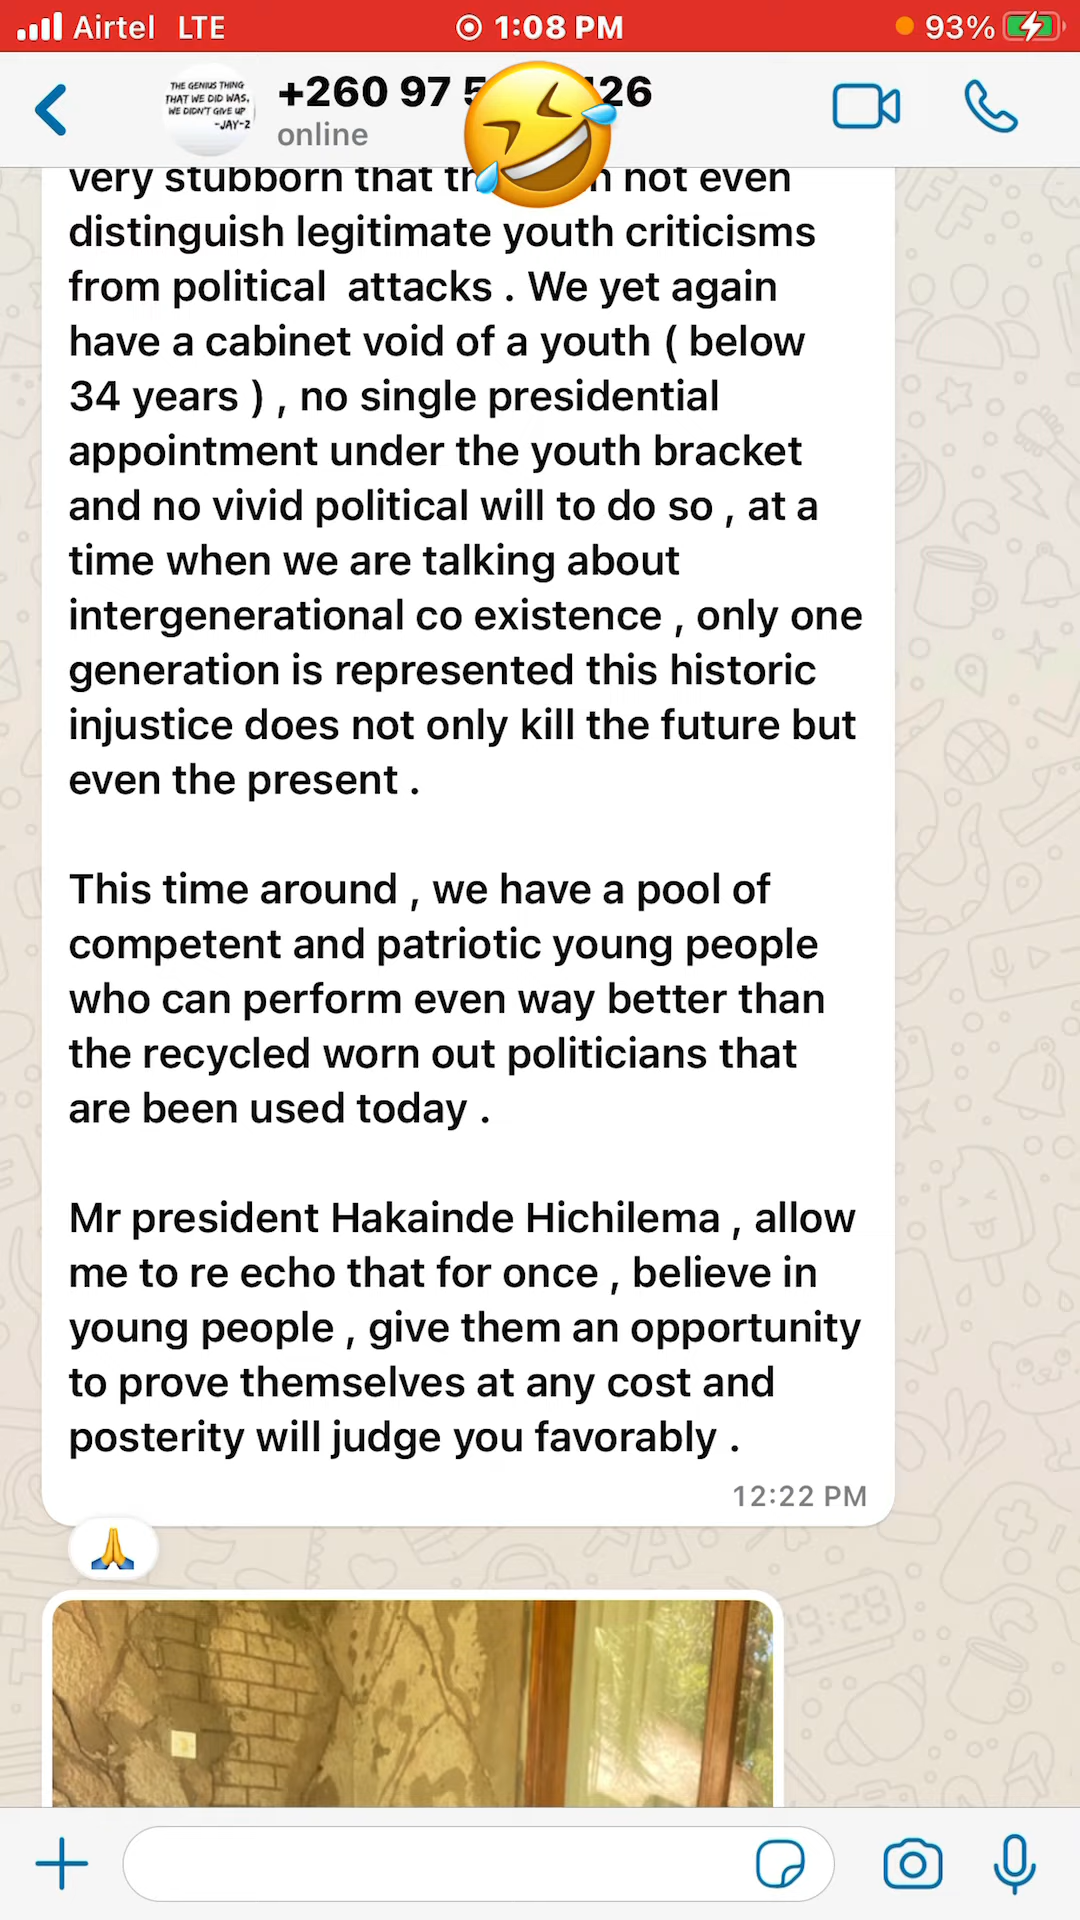 Airtel LTE 1:08 PM 93%
THE GENIUS THING
THAT WE DID WAS,
WE DIDN'T GIVE UP
-JAY-Z
+260 97 5 26
online
very stubborn that not even
distinguish legitimate youth criticisms
from political  attacks . We yet again
have a cabinet void of a youth ( below
34 years ) , no single presidential
appointment under the youth bracket
and no vivid political will to do so , at a
time when we are talking about
intergenerational co existence , only one
generation is represented this historic
injustice does not only kill the future but
even the present .
This time around , we have a pool of
competent and patriotic young people
who can perform even way better than
the recycled worn out politicians that
are been used today .
Mr president Hakainde Hichilema , allow
me to re echo that for once , believe in
young people , give them an opportunity
to prove themselves at any cost and
posterity will judge you favorably .
12:22 PM